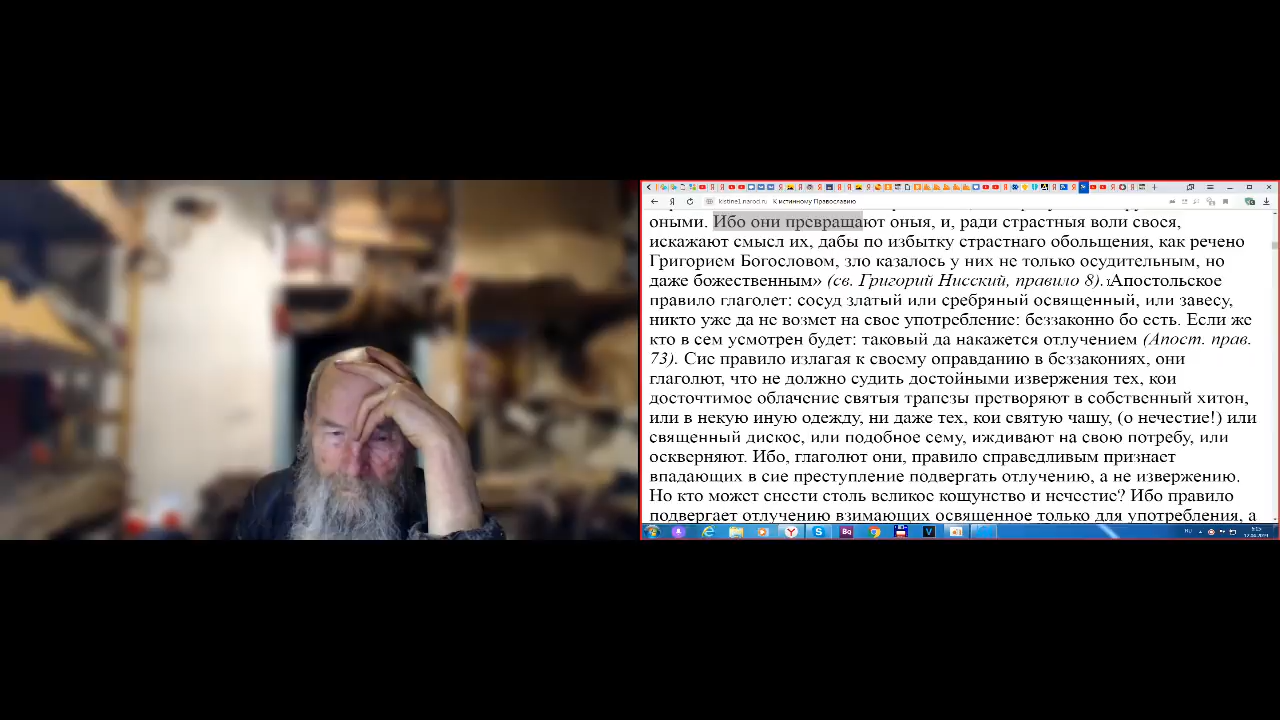 kistine1.narod.ru К истинному Православию
оными. Ибо они превращают оныя, и, ради страстныя воли своея,
искажают смысл их, дабы по избытку страстнаго обольщения, как речено
Григорием Богословом, зло казалось у них не только осудительным, но
даже божественным» (св. Григорий Нисский, правило 8). Апостольское
правило глаголет: сосуд златый или сребряный освященный, или завесу,
никто уже да не возмет на свое употребление: беззаконно бо есть. Если же
кто в сем усмотрен будет: таковый да накажется отлучением (Апост. прав.
73). Сие правило излагая к своему оправданию в беззакониях, они
глаголют, что не должно судить достойными извержения тех, кои
досточтимое облачение святыя трапезы претворяют в собственный хитон,
или в некую иную одежду, ни даже тех, кои святую чашу, (о нечестие!) или
священный дискос, или подобное сему, иждивают на свою потребу, или
оскверняют. Ибо, глаголют они, правило справедливым признает
впадающих в сие преступление подвергать отлучению, а не извержению.
Но кто может снести столь великое кощунство и нечестие? Ибо правило
подвергает отлучению взимающих освященное только для употребления, а